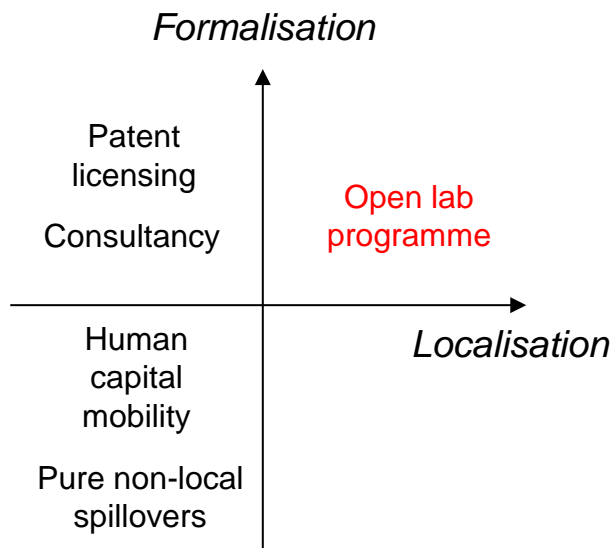 Formalisation
Patent
licensing
Consultancy
Open lab
programme
Localisation
Human
capital
mobility
Pure non-local
spillovers